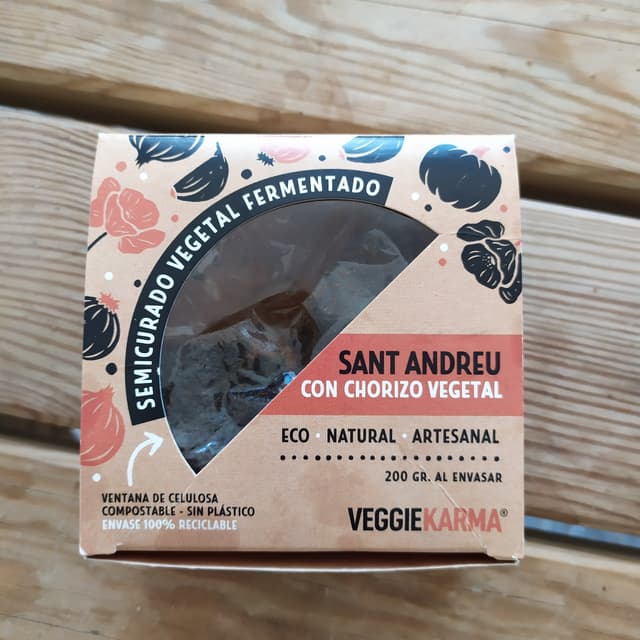 SEMICURADO VEGETAL FERMENTADO
SANT ANDREU
CON CHORIZO VEGETAL
ECO · NATURAL · ARTESANAL
200 GR. AL ENVASAR
VENTANA DE CELULOSA
COMPOSTABLE - SIN PLÁSTICO
ENVASE 100% RECICLABLE
VEGGIEKARMA®